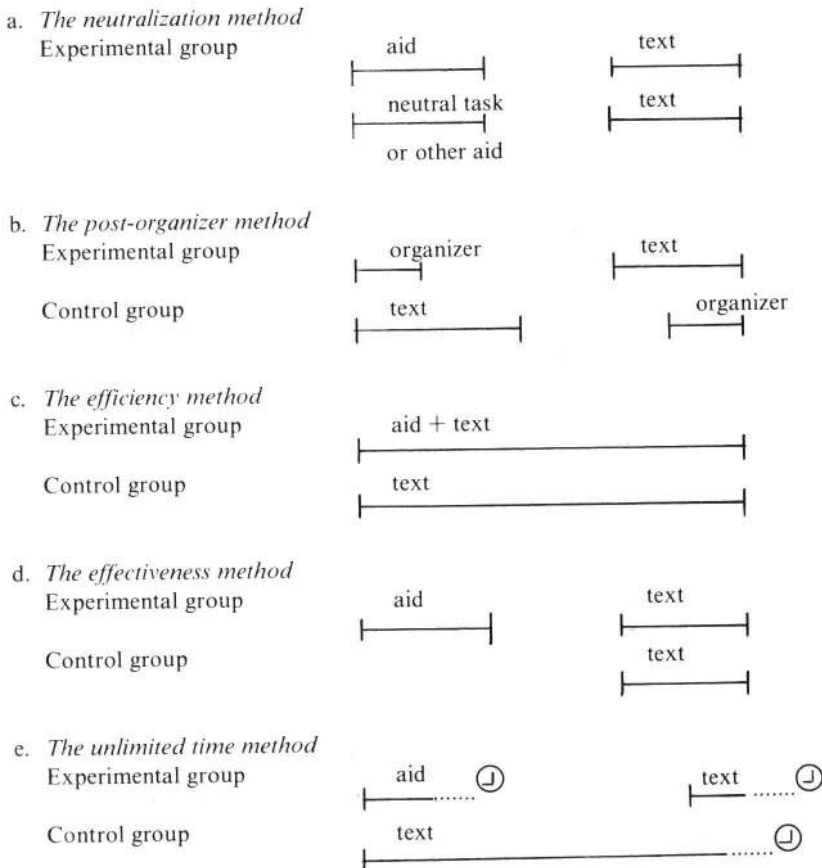 a. The neutralization method
Experimental group
aid
text
neutral task
text
or other aid
b. The post-organizer method
Experimental group
organizer
text
Control group
text
organizer
c. The efficiency method
Experimental group
aid + text
Control group
text
d. The effectiveness method
Experimental group
aid
text
Control group
text
e. The unlimited time method
Experimental group
aid
text
Control group
text